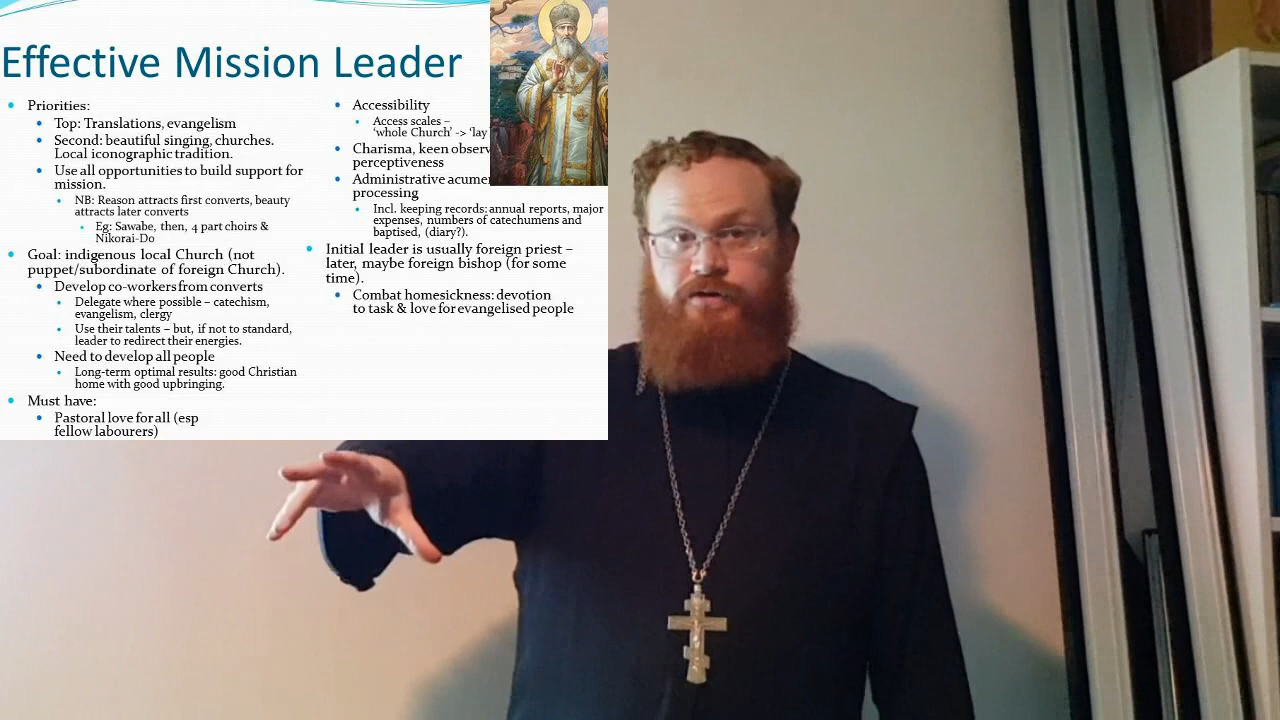 Effective Mission Leader
Priorities:
Top: Translations, evangelism
Second: beautiful singing, churches.
Local iconographic tradition.
Use all opportunities to build support for
mission.
NB: Reason attracts first converts, beauty
attracts later converts
Eg: Sawabe, then, 4 part choirs &
Nikorai-Do
Goal: indigenous local Church (not
puppet/subordinate of foreign Church).
Develop co-workers from converts
Delegate where possible – catechism,
evangelism, clergy
Use their talents – but, if not to standard,
leader to redirect their energies.
Need to develop all people
Long-term optimal results: good Christian
home with good upbringing.
Must have:
Pastoral love for all (esp
fellow labourers)
Accessibility
Access scales –
'whole Church' -> 'lay
Charisma, keen observ
perceptiveness
Administrative acume
processing
Incl. keeping records: annual reports, major
expenses, numbers of catechumens and
baptised, (diary?).
Initial leader is usually foreign priest –
later, maybe foreign bishop (for some
time).
Combat homesickness: devotion
to task & love for evangelised people